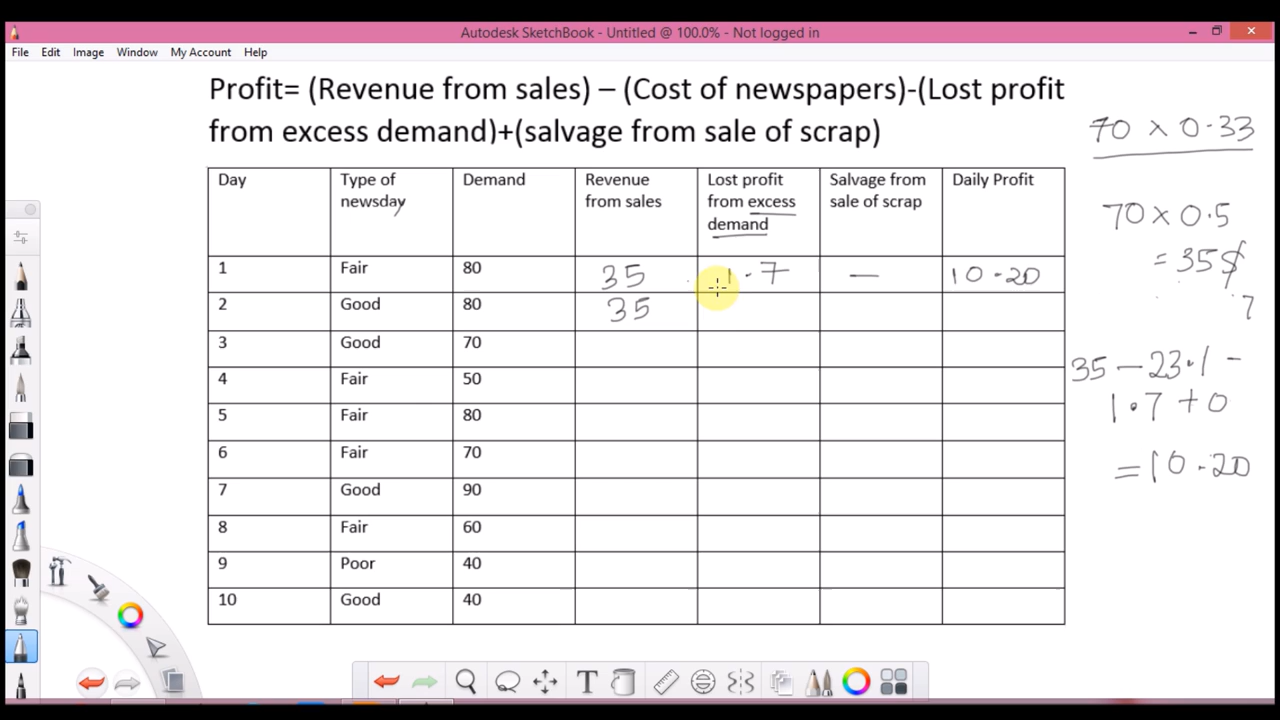 Autodesk SketchBook - Untitled @ 100.0% - Not logged in
File Edit Image Window My Account Help
Profit= (Revenue from sales) – (Cost of newspapers)-(Lost profit
from excess demand)+(salvage from sale of scrap)
70 × 0.33
70 × 0.5
= 35$
7
35 – 23.1 –
1.7 + 0
= 10.20
Day Type of newsday Demand Revenue from sales Lost profit from excess demand Salvage from sale of scrap Daily Profit
1 Fair 80 35 1.7 — 10.20
2 Good 80 35
3 Good 70
4 Fair 50
5 Fair 80
6 Fair 70
7 Good 90
8 Fair 60
9 Poor 40
10 Good 40
T